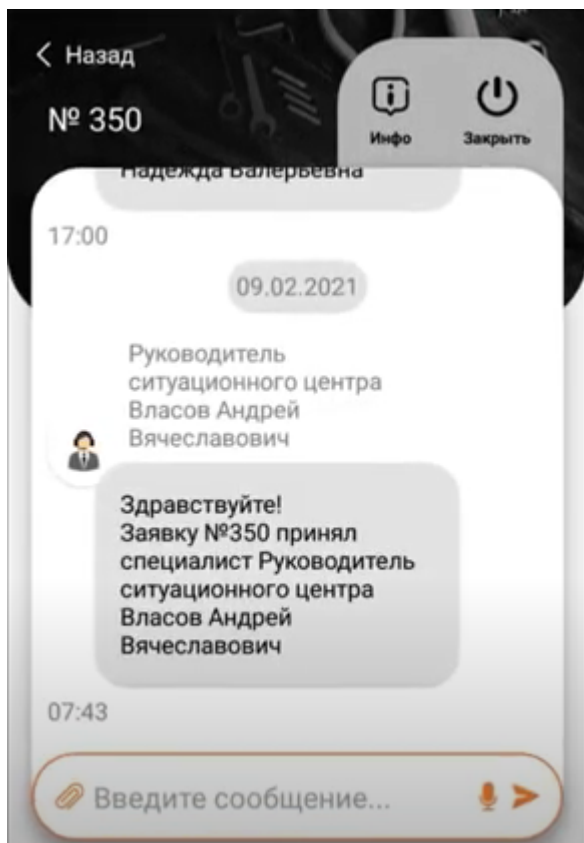 Назад
№ 350
Инфо
Закрыть
Надежда Валерьевна
17:00
09.02.2021
Руководитель
ситуационного центра
Власов Андрей
Вячеславович
Здравствуйте!
Заявку №350 принял
специалист Руководитель
ситуационного центра
Власов Андрей
Вячеславович
07:43
Введите сообщение...